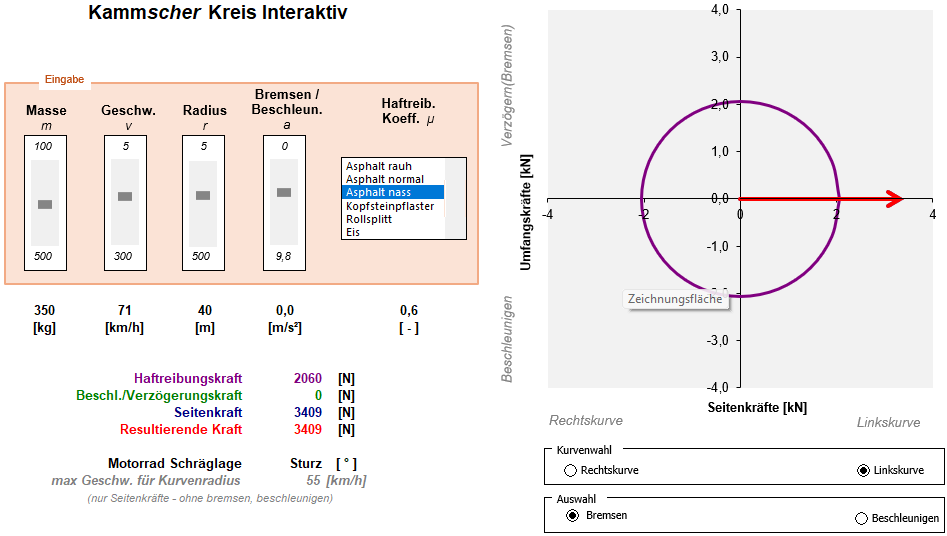 Kammscher Kreis Interaktiv
Eingabe
Masse
m
Geschw.
v
Radius
r
Bremsen /
Beschleun.
a
Haftreib.
Koeff. μ
100
5
5
0
500
300
500
9,8
Asphalt rauh
Asphalt normal
Asphalt nass
Kopfsteinpflaster
Rollsplitt
Eis
350
71
40
0,0
0,6
[kg]
[km/h]
[m]
[m/s²]
[ - ]
Haftreibungskraft 2060 [N]
Beschl./Verzögerungskraft 0 [N]
Seitenkraft 3409 [N]
Resultierende Kraft 3409 [N]
Motorrad Schräglage Sturz [ ° ]
max Geschw. für Kurvenradius 55 [km/h]
(nur Seitenkräfte - ohne bremsen, beschleunigen)
Verzögern(Bremsen)
Beschleunigen
Umfangskräfte [kN]
4,0
3,0
2,0
1,0
0,0
-1,0
-3,0
-4,0
-4
-2
0
2
4
Zeichnungsfläche
Seitenkräfte [kN]
Rechtskurve
Linkskurve
Kurvenwahl
Rechtskurve
Linkskurve
Auswahl
Bremsen
Beschleunigen